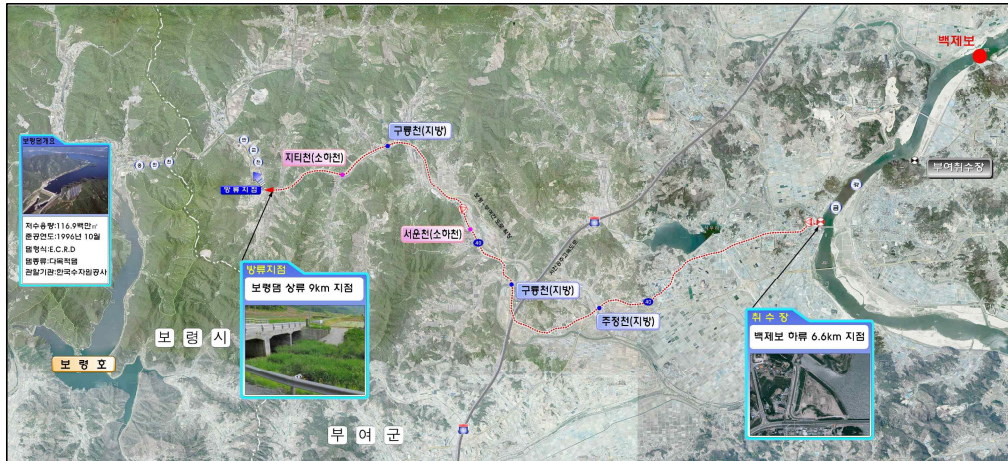 백제보
부여취수장
금
강
보령댐개요
저수용량:116.9백만㎥
준공연도:1996년 10월
댐형식:E.C.R.D
댐종류:다목적댐
관할기관:한국수자원공사
구룡천(지방)
지티천(소하천)
방류지점
서운천(소하천)
40
구룡천(지방)
주정천(지방)
40
방류지점
보령댐 상류 9km 지점
취수장
백제보 하류 6.6km 지점
보령시
보령호
부여군